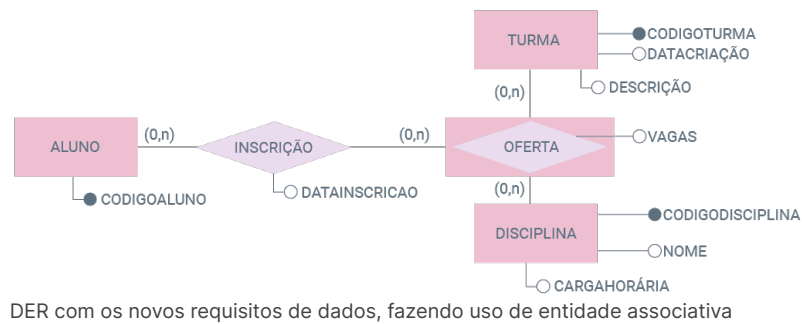 TURMA
CODIGOTURMA
DATACRIAÇÃO
DESCRIÇÃO
(0,n)
ALUNO
(0,n)
INSCRIÇÃO
(0,n)
OFERTA
VAGAS
CODIGOALUNO
DATAINSCRICAO
(0,n)
DISCIPLINA
CODIGODISCIPLINA
NOME
CARGAHORÁRIA
DER com os novos requisitos de dados, fazendo uso de entidade associativa